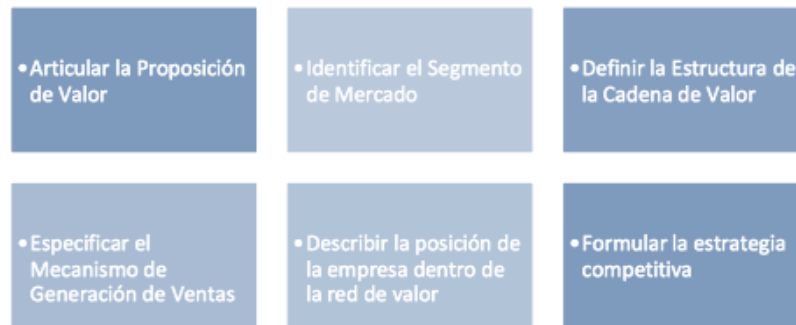 •Articular la Proposición
de Valor
•Identificar el Segmento
de Mercado
•Definir la Estructura de
la Cadena de Valor
•Especificar el
Mecanismo de
Generación de Ventas
•Describir la posición de
la empresa dentro de
la red de valor
•Formular la estrategia
competitiva